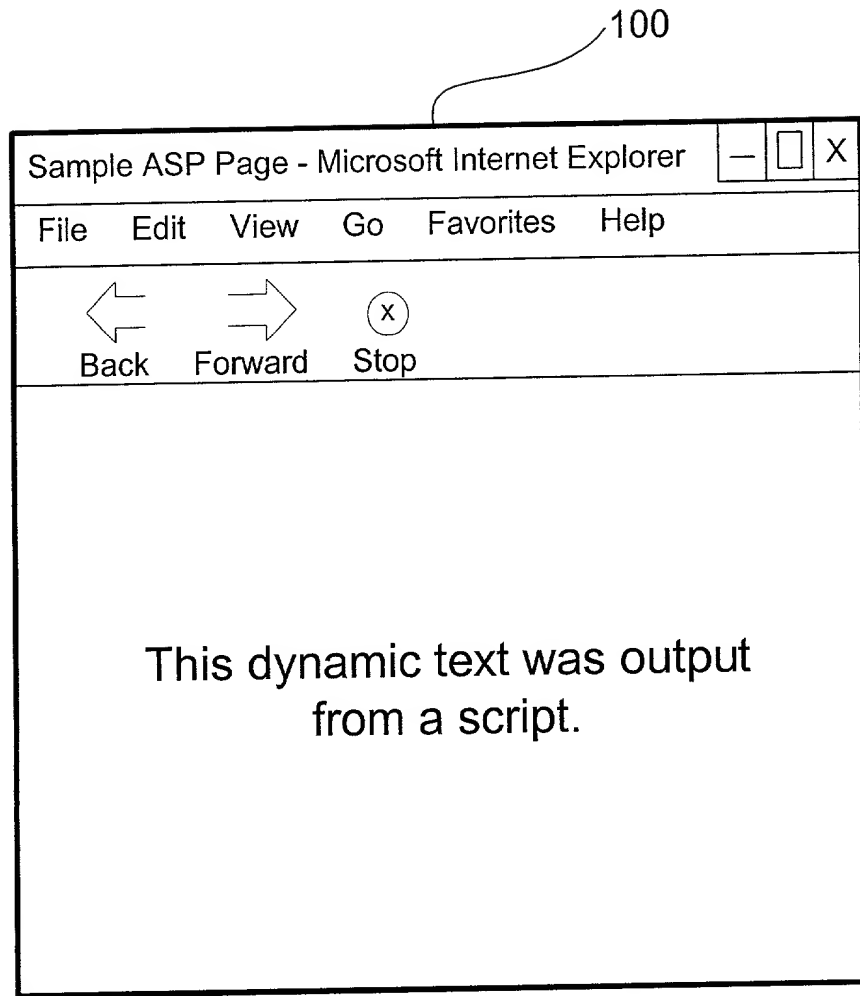 100
Sample ASP Page - Microsoft Internet Explorer
X
File Edit View Go Favorites Help
x
Back Forward Stop
This dynamic text was output
from a script.